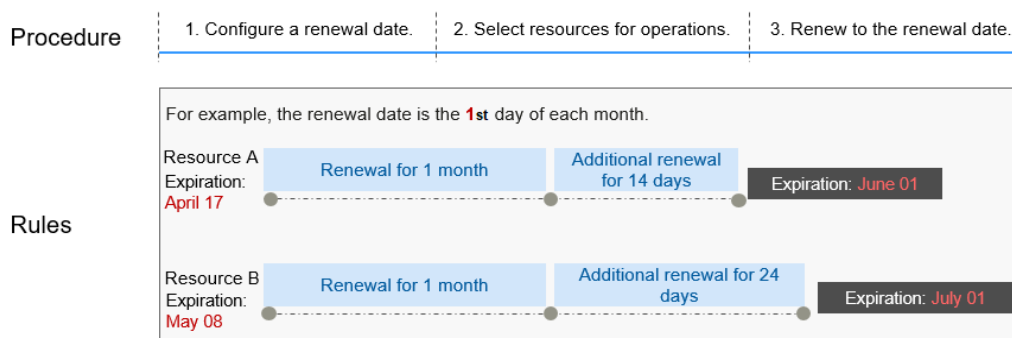 Procedure
1. Configure a renewal date.
2. Select resources for operations.
3. Renew to the renewal date.
For example, the renewal date is the 1st day of each month.
Rules
Resource A
Expiration:
April 17
Renewal for 1 month
Additional renewal
for 14 days
Expiration: June 01
Resource B
Expiration:
May 08
Renewal for 1 month
Additional renewal for 24
days
Expiration: July 01